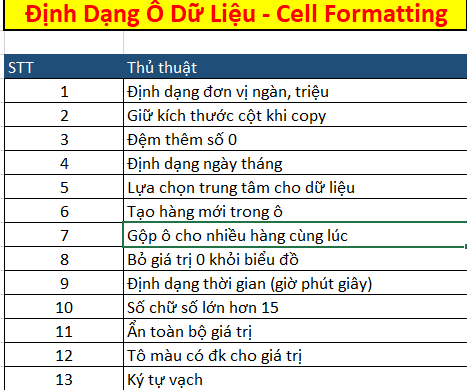 Định Dạng Ô Dữ Liệu - Cell Formatting
STT Thủ thuật
1 Định dạng đơn vị ngàn, triệu
2 Giữ kích thước cột khi copy
3 Đệm thêm số 0
4 Định dạng ngày tháng
5 Lựa chọn trung tâm cho dữ liệu
6 Tạo hàng mới trong ô
7 Gộp ô cho nhiều hàng cùng lúc
8 Bỏ giá trị 0 khỏi biểu đồ
9 Định dạng thời gian (giờ phút giây)
10 Số chữ số lớn hơn 15
11 Ẩn toàn bộ giá trị
12 Tô màu có đk cho giá trị
13 Ký tự vạch